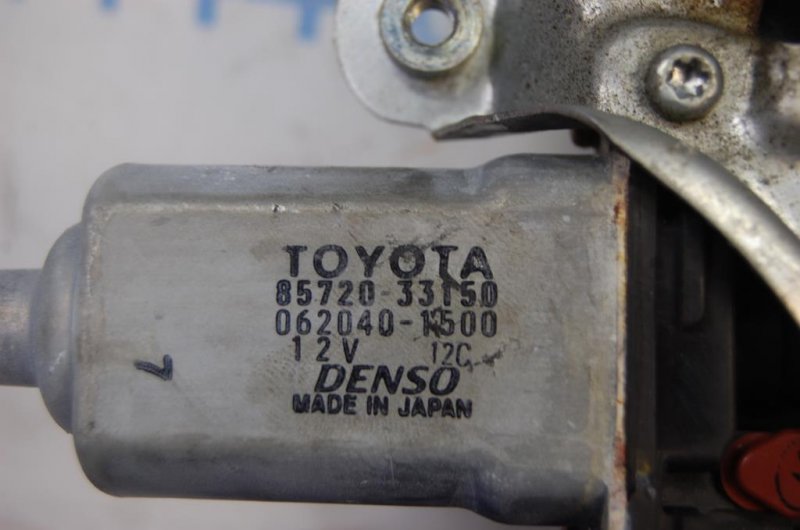 TOYOTA
85720-33150
062040-1500
12V 12C
DENSO
MADE IN JAPAN